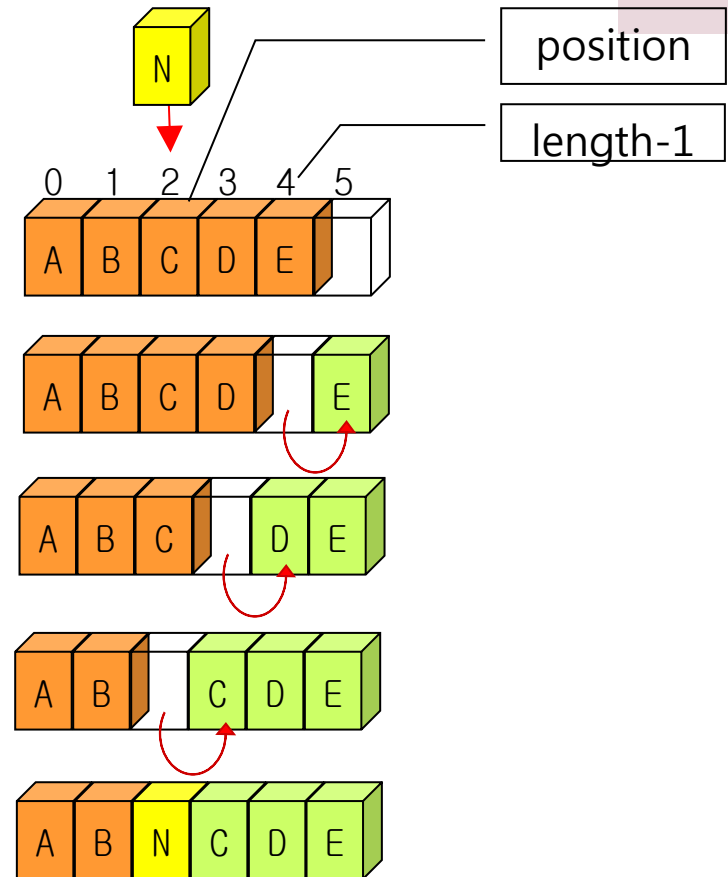 N
position
length-1
0 1 2 3 4 5
A B C D E
A B C D E
A B C D E
A B C D E
A B N C D E